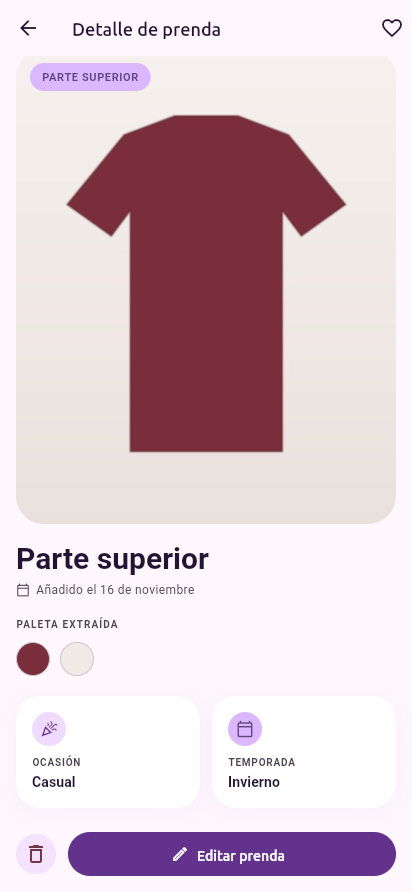 Detalle de prenda
PARTE SUPERIOR
Parte superior
Añadido el 16 de noviembre
PALETA EXTRAÍDA
OCASIÓN
Casual
TEMPORADA
Invierno
Editar prenda